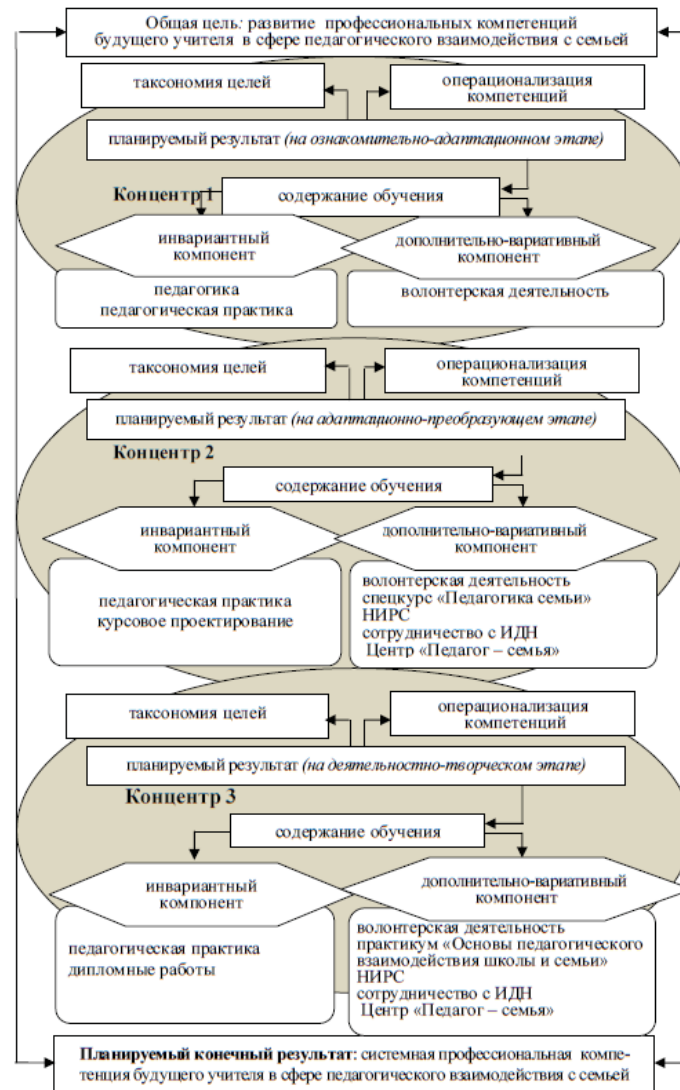 Общая цель: развитие профессиональных компетенций
будущего учителя в сфере педагогического взаимодействия с семьей
таксономия целей
операционализация
компетенций
планируемый результат (на ознакомительно-адаптационном этапе)
Концентр 1
содержание обучения
инвариантный
компонент
дополнительно-вариативный
компонент
педагогика
педагогическая практика
волонтерская деятельность
таксономия целей
операционализация
компетенций
планируемый результат (на адаптационно-преобразующем этапе)
Концентр 2
содержание обучения
инвариантный
компонент
дополнительно-вариативный
компонент
педагогическая практика
курсовое проектирование
волонтерская деятельность
спецкурс «Педагогика семьи»
НИРС
сотрудничество с ИДН
Центр «Педагог – семья»
таксономия целей
операционализация
компетенций
планируемый результат (на деятельностно-творческом этапе)
Концентр 3
содержание обучения
инвариантный
компонент
дополнительно-вариативный
компонент
педагогическая практика
дипломные работы
волонтерская деятельность
практикум «Основы педагогического
взаимодействия школы и семьи»
НИРС
сотрудничество с ИДН
Центр «Педагог – семья»
Планируемый конечный результат: системная профессиональная компе-
тенция будущего учителя в сфере педагогического взаимодействия с семьей